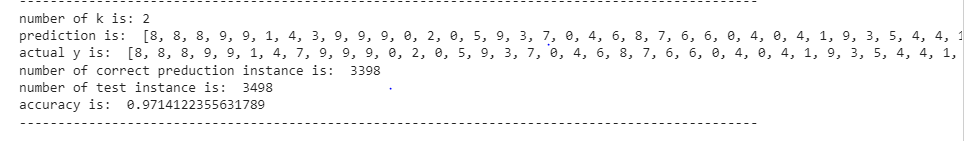 --------------------------------------------------------------------------------------------------
number of k is: 2
prediction is:  [8, 8, 8, 9, 9, 1, 4, 3, 9, 9, 9, 0, 2, 0, 5, 9, 3, 7, 0, 4, 6, 8, 7, 6, 6, 0, 4, 0, 4, 1, 9, 3, 5, 4, 4, 1
actual y is:  [8, 8, 8, 9, 9, 1, 4, 7, 9, 9, 9, 0, 2, 0, 5, 9, 3, 7, 0, 4, 6, 8, 7, 6, 6, 0, 4, 0, 4, 1, 9, 3, 5, 4, 4, 1,
number of correct preduction instance is:  3398
number of test instance is:  3498
accuracy is:  0.9714122355631789
--------------------------------------------------------------------------------------------------